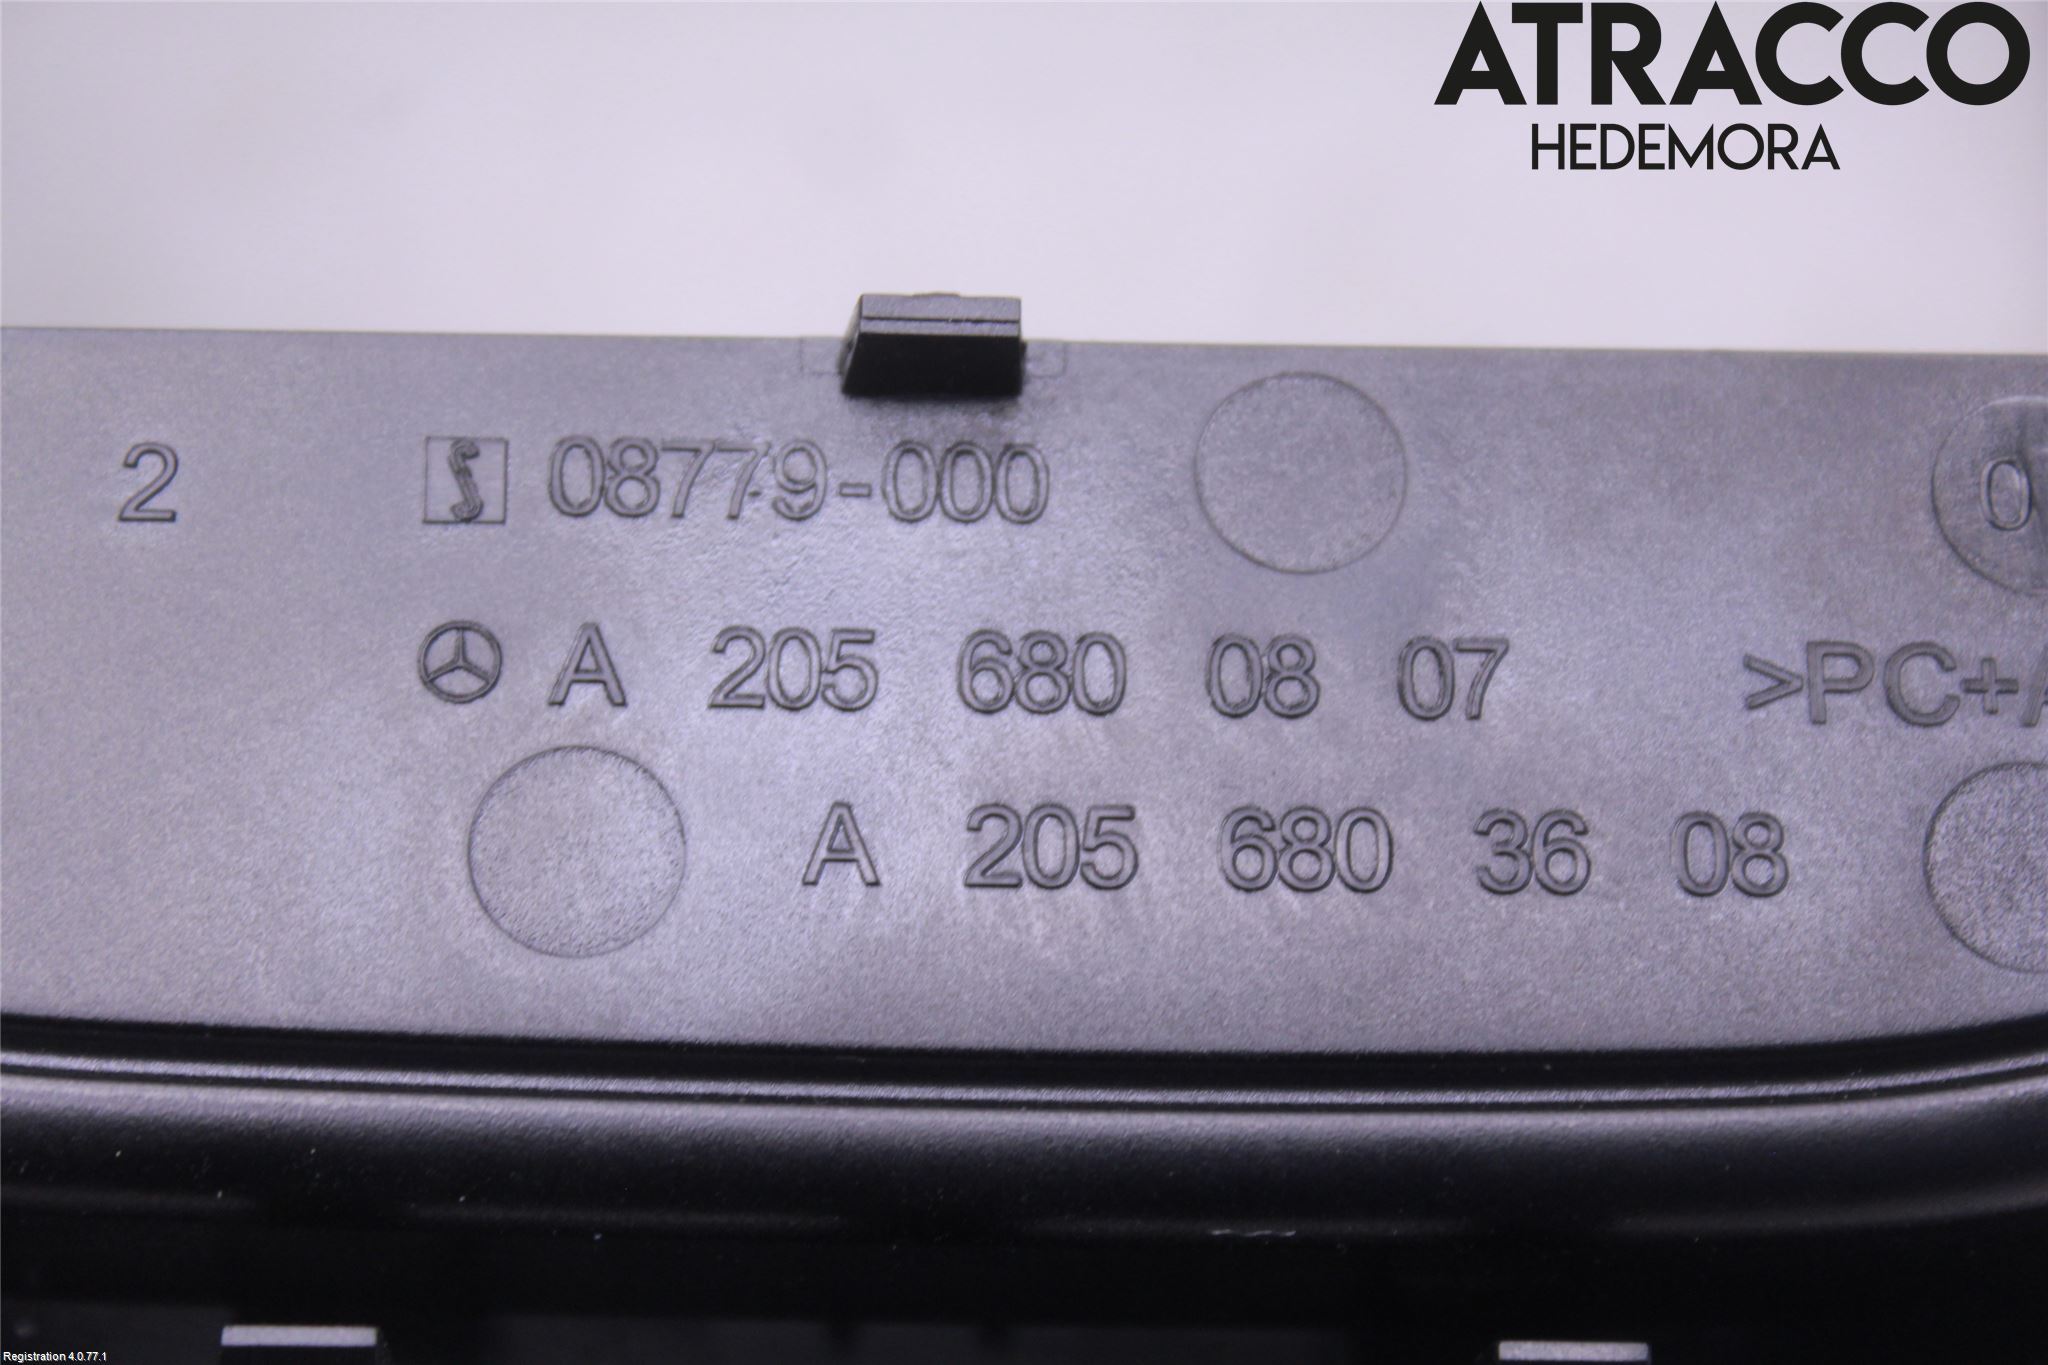 ATRACCO
HEDEMORA
2 08779-000 0
A 205 680 08 07 >PC+A
A 205 680 36 08
Registration 4.0.77.1